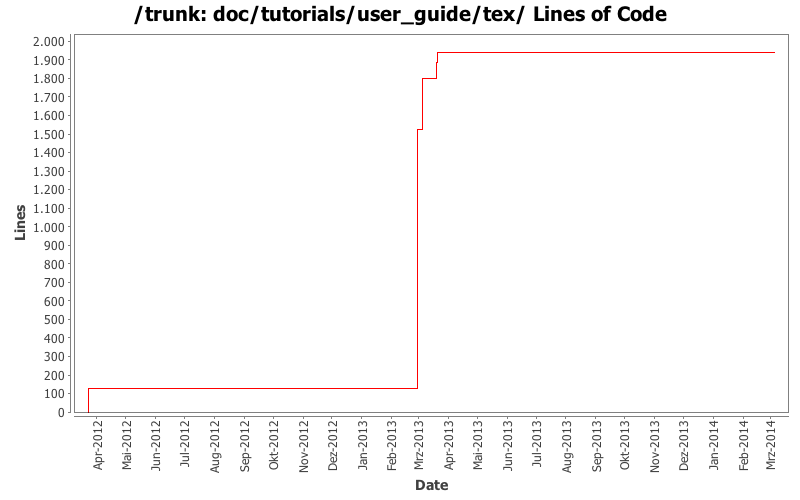 /trunk: doc/tutorials/user_guide/tex/ Lines of Code
2.000
1.900
1.800
1.700
1.600
1.500
1.400
1.300
1.200
1.100
1.000
900
800
700
600
500
400
300
200
100
0
Lines
Apr-2012
Mai-2012
Jun-2012
Jul-2012
Aug-2012
Sep-2012
Okt-2012
Nov-2012
Dez-2012
Jan-2013
Feb-2013
Mrz-2013
Apr-2013
Mai-2013
Jun-2013
Jul-2013
Aug-2013
Sep-2013
Okt-2013
Nov-2013
Dez-2013
Jan-2014
Feb-2014
Mrz-2014
Date